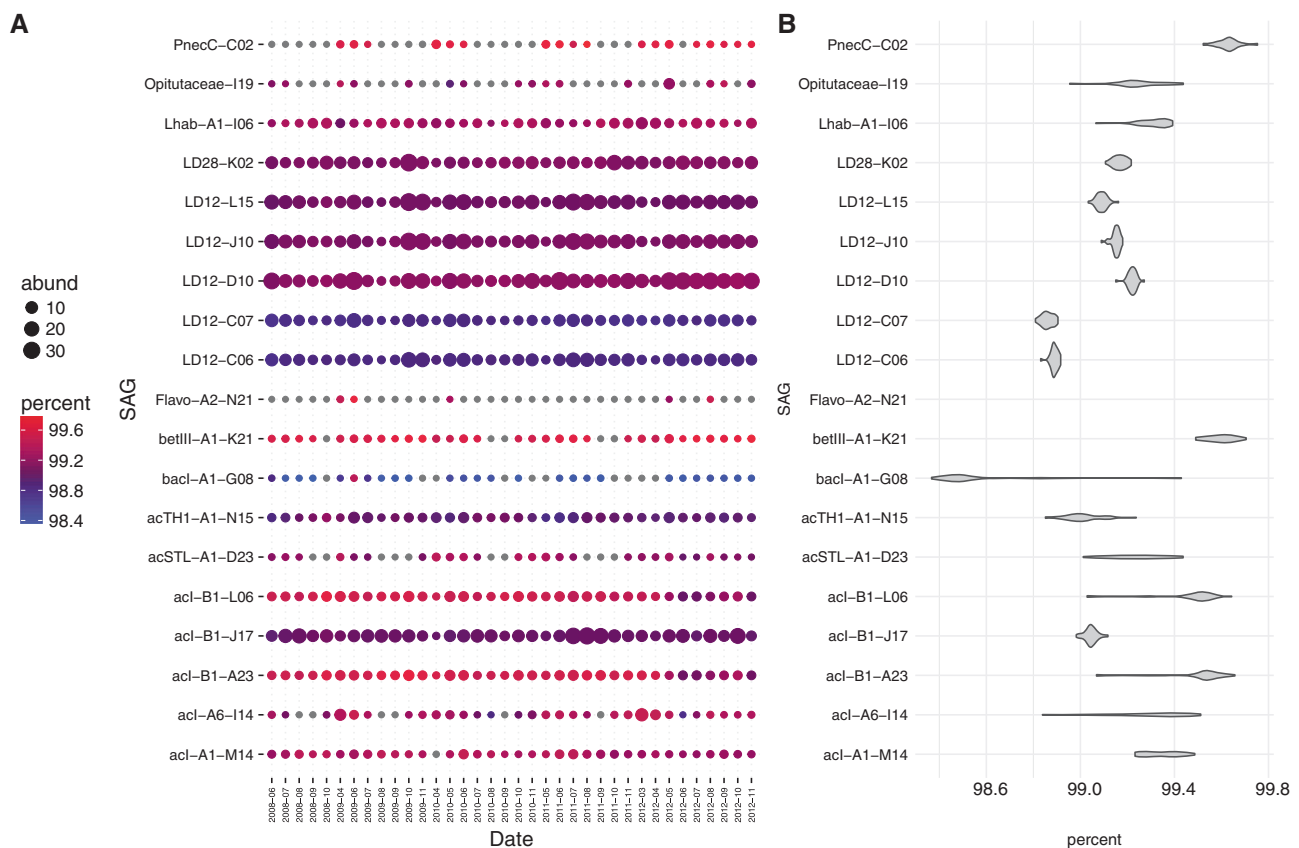 A
B
PnecC–C02
Opitutaceae–I19
Lhab–A1–I06
LD28–K02
LD12–L15
LD12–J10
LD12–D10
LD12–C07
LD12–C06
Flavo–A2–N21
betIII–A1–K21
bacI–A1–G08
acTH1–A1–N15
acSTL–A1–D23
acI–B1–L06
acI–B1–J17
acI–B1–A23
acI–A6–I14
acI–A1–M14
SAG
abund
10
20
30
percent
99.6
99.2
98.8
98.4
2008–06
2008–07
2008–08
2008–09
2008–10
2009–04
2009–06
2009–07
2009–08
2009–09
2009–10
2009–11
2010–04
2010–05
2010–06
2010–07
2010–08
2010–09
2010–10
2010–11
2011–05
2011–06
2011–07
2011–08
2011–09
2011–10
2011–11
2012–03
2012–04
2012–05
2012–06
2012–07
2012–08
2012–09
2012–10
2012–11
Date
PnecC–C02
Opitutaceae–I19
Lhab–A1–I06
LD28–K02
LD12–L15
LD12–J10
LD12–D10
LD12–C07
LD12–C06
Flavo–A2–N21
betIII–A1–K21
bacI–A1–G08
acTH1–A1–N15
acSTL–A1–D23
acI–B1–L06
acI–B1–J17
acI–B1–A23
acI–A6–I14
acI–A1–M14
SAG
98.6
99.0
99.4
99.8
percent